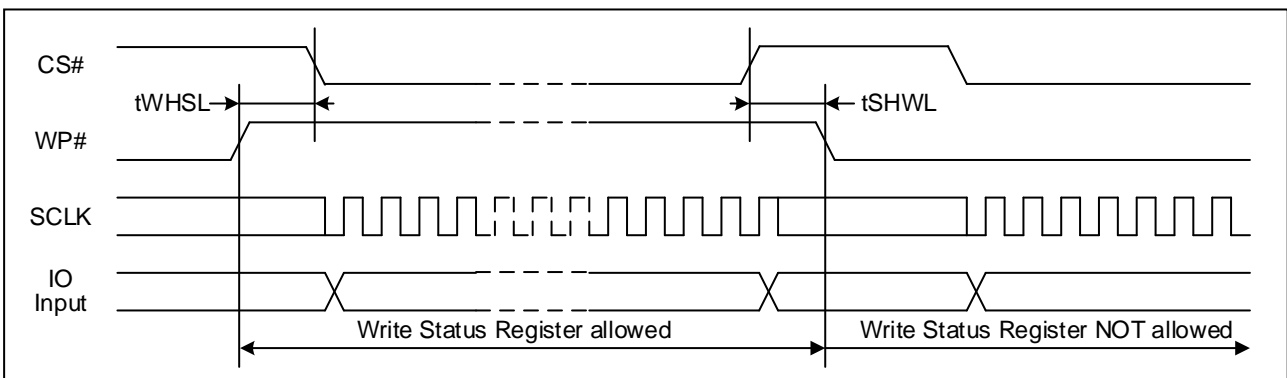 CS#
tWHSL
tSHWL
WP#
SCLK
IO
Input
Write Status Register allowed
Write Status Register NOT allowed